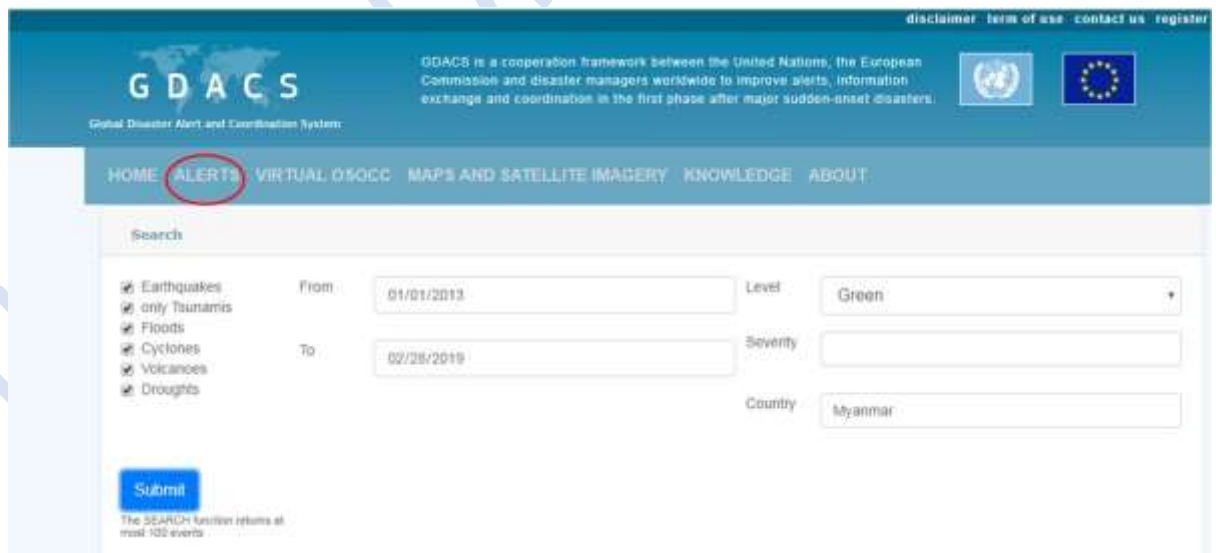 disclaimer term of use contact us register
GDACS
Global Disaster Alert and Coordination System
GDACS is a cooperation framework between the United Nations, the European
Commission and disaster managers worldwide to improve alerts, information
exchange and coordination in the first phase after major sudden-onset disasters.
HOME ALERTS VIRTUAL OSOCC MAPS AND SATELLITE IMAGERY KNOWLEDGE ABOUT
Search
Earthquakes
only Tsunamis
Floods
Cyclones
Volcanoes
Droughts
From 01/01/2013
To 02/28/2019
Level Green
Severity
Country Myanmar
Submit
The SEARCH function returns at
most 100 events